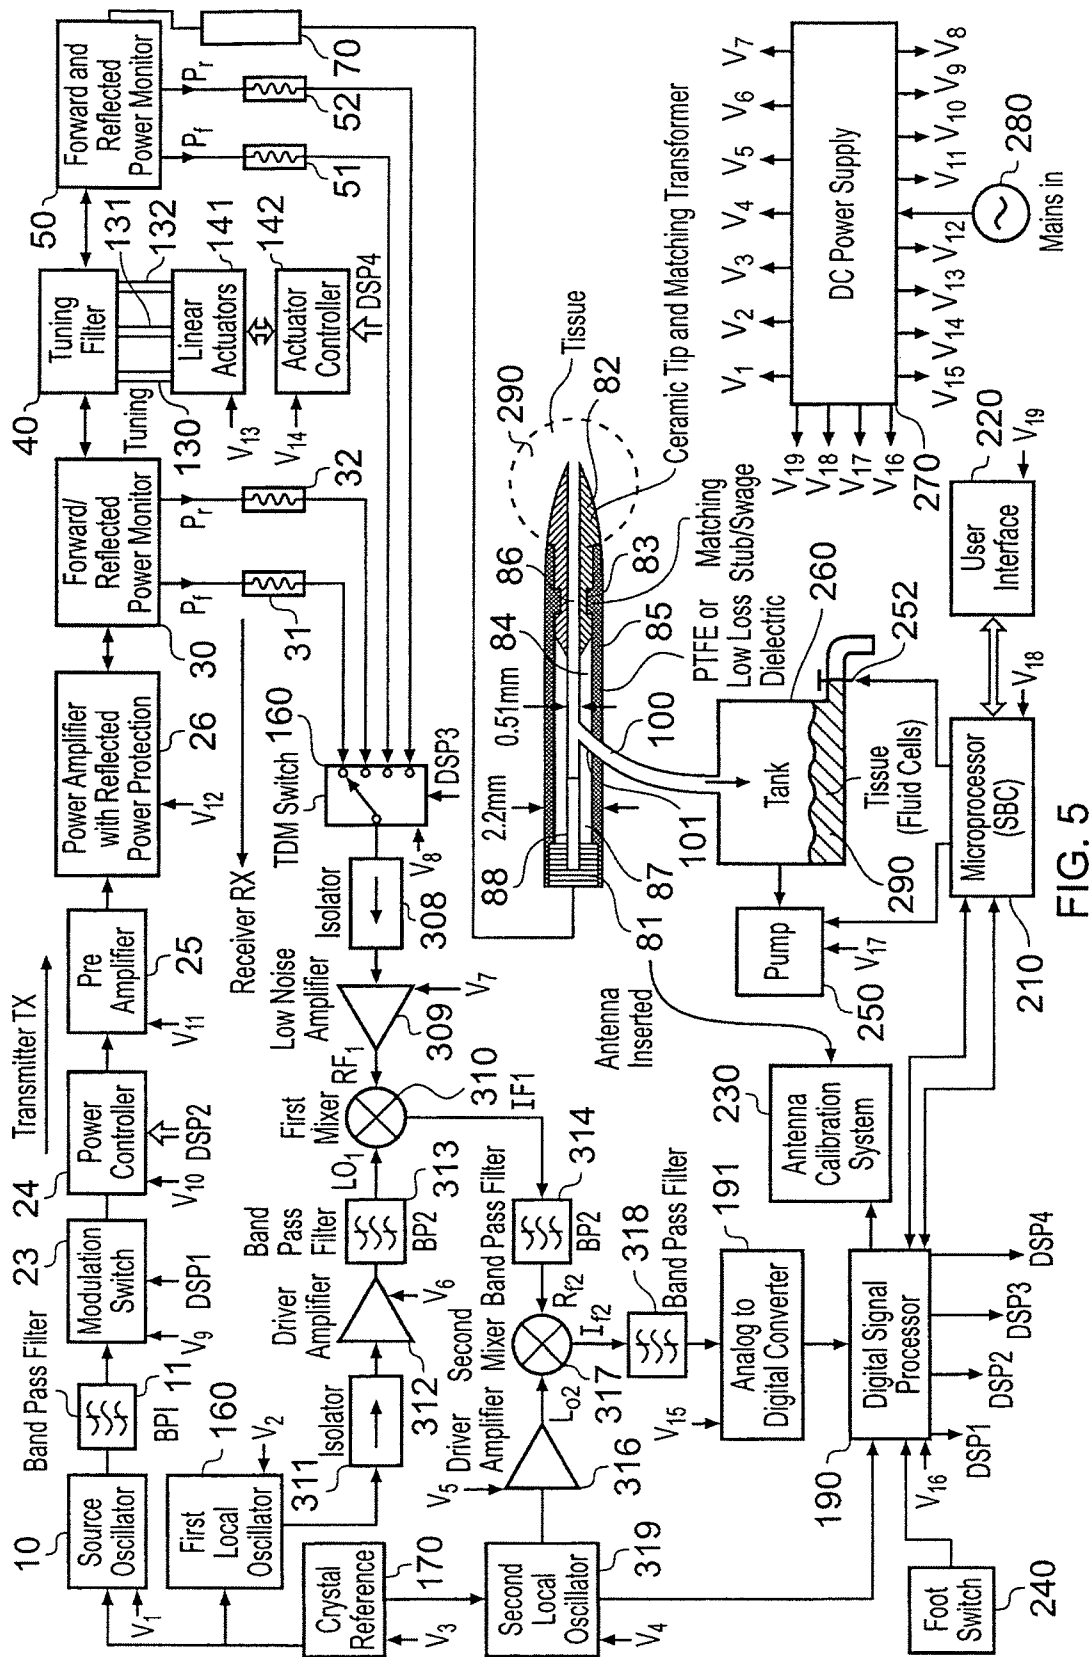 Source
Oscillator
10
V1
Band Pass Filter
11
BPI
Modulation
Switch
23
V9
DSP1
Transmitter TX
Power
Controller
24
V10
DSP2
Pre
Amplifier
25
V11
Power Amplifier
with Reflected
Power Protection
26
V12
Forward/
Reflected
Power Monitor
30
Pf
Pr
31
32
Tuning
Filter
40
Tuning
130
131
132
Linear
Actuators
141
V13
Actuator
Controller
142
V14
DSP4
Forward and
Reflected
Power Monitor
50
Pf
Pr
51
52
70
First
Local
Oscillator
160
V2
Isolator
311
Driver
Amplifier
312
V6
Band
Pass
Filter
313
BP2
LO1
First
Mixer
310
RF1
IF1
Low Noise
Amplifier
309
V7
Isolator
308
Receiver RX
TDM Switch
160
V8
DSP3
Crystal
Reference
170
V3
Second
Local
Oscillator
319
V4
Driver
Amplifier
316
V5
Lo2
Second
Mixer
317
Rf2
If2
Band Pass Filter
314
BP2
318
Band Pass Filter
Analog to
Digital Converter
191
V15
Digital Signal
Processor
190
V16
DSP1
DSP2
DSP3
DSP4
Foot
Switch
240
Antenna
Calibration
System
230
Antenna
Inserted
81
2.2mm
0.51mm
88
87
101
100
84
86
85
83
82
290
Tissue
Ceramic Tip and Matching Transformer
Matching
Stub/Swage
PTFE or
Low Loss
Dielectric
Pump
250
V17
Tank
260
252
290
Tissue
(Fluid Cells)
Microprocessor
(SBC)
210
V18
User
Interface
220
V19
DC Power Supply
270
V1
V2
V3
V4
V5
V6
V7
V19
V18
V17
V16
V15
V14
V13
V12
V11
V10
V9
V8
280
Mains in
FIG. 5